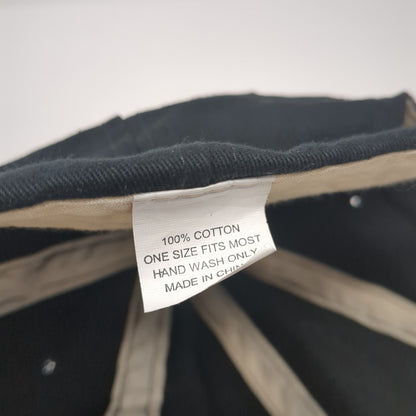 100% COTTON
ONE SIZE FITS MOST
HAND WASH ONLY
MADE IN CHINA